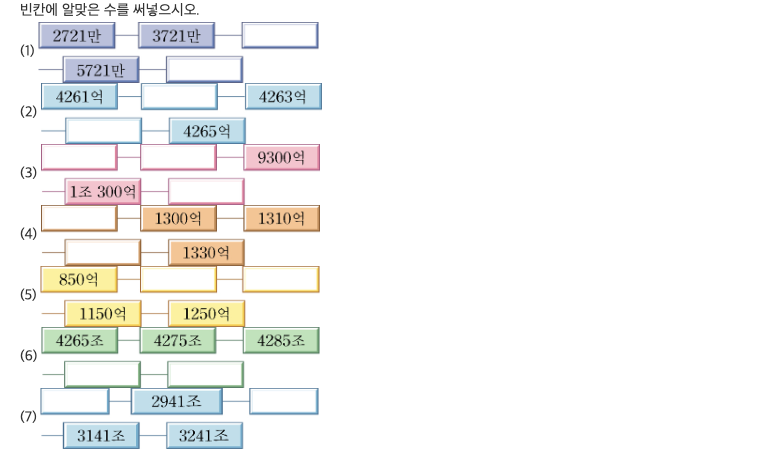 빈칸에 알맞은 수를 써넣으시오.
(1) 2721만 3721만
5721만
(2) 4261억 4263억
4265억
(3) 9300억
1조 300억
(4) 1300억 1310억
1330억
(5) 850억
1150억 1250억
(6) 4265조 4275조 4285조
(7) 2941조
3141조 3241조